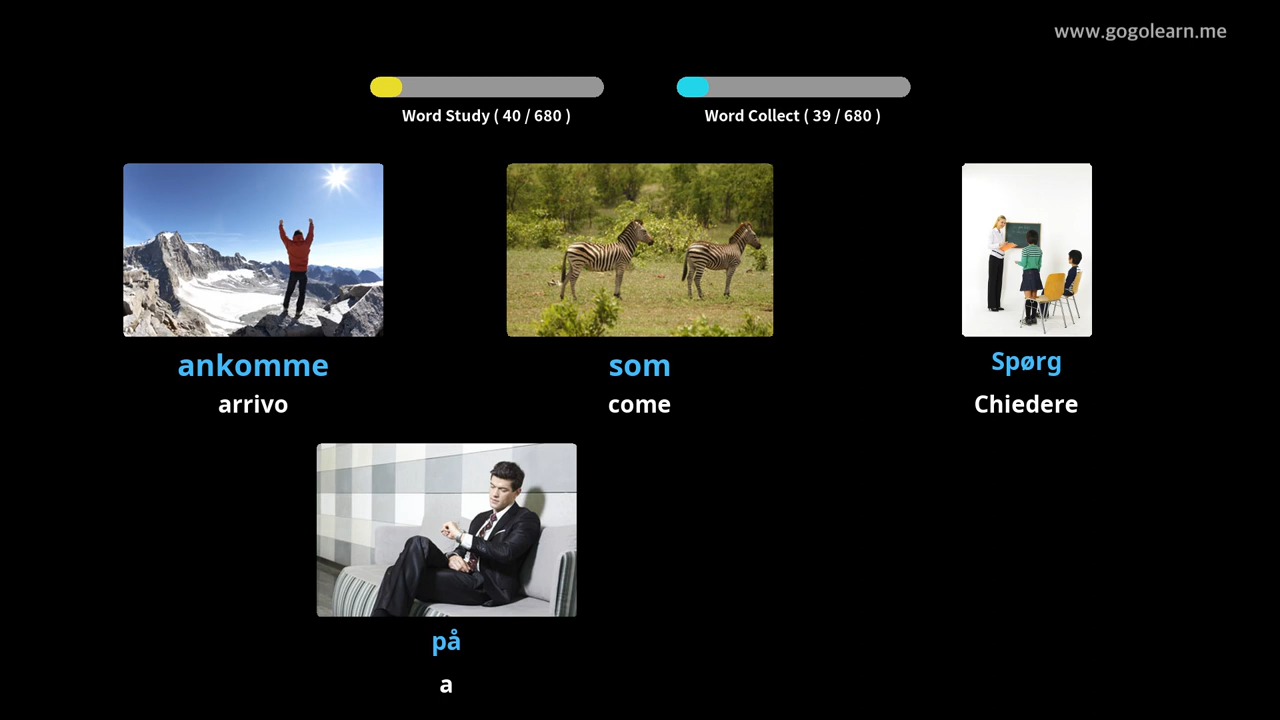 www.gogolearn.me
Word Study ( 40 / 680 )
Word Collect ( 39 / 680 )
ankomme
arrivo
som
come
Spørg
Chiedere
på
a